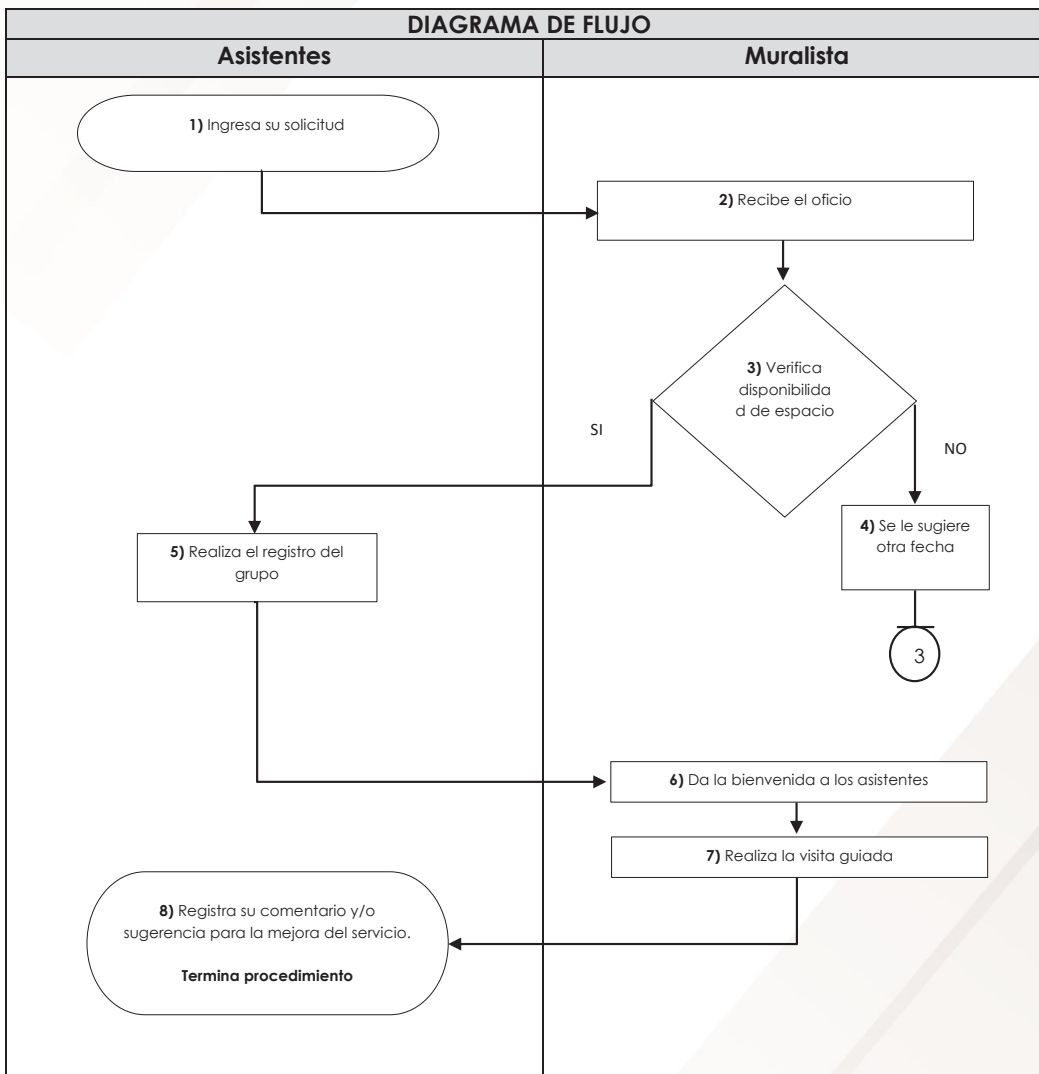 DIAGRAMA DE FLUJO
Asistentes
Muralista
1) Ingresa su solicitud
2) Recibe el oficio
3) Verifica
disponibilida
d de espacio
SI
NO
4) Se le sugiere
otra fecha
3
5) Realiza el registro del
grupo
6) Da la bienvenida a los asistentes
7) Realiza la visita guiada
8) Registra su comentario y/o
sugerencia para la mejora del servicio.
Termina procedimiento